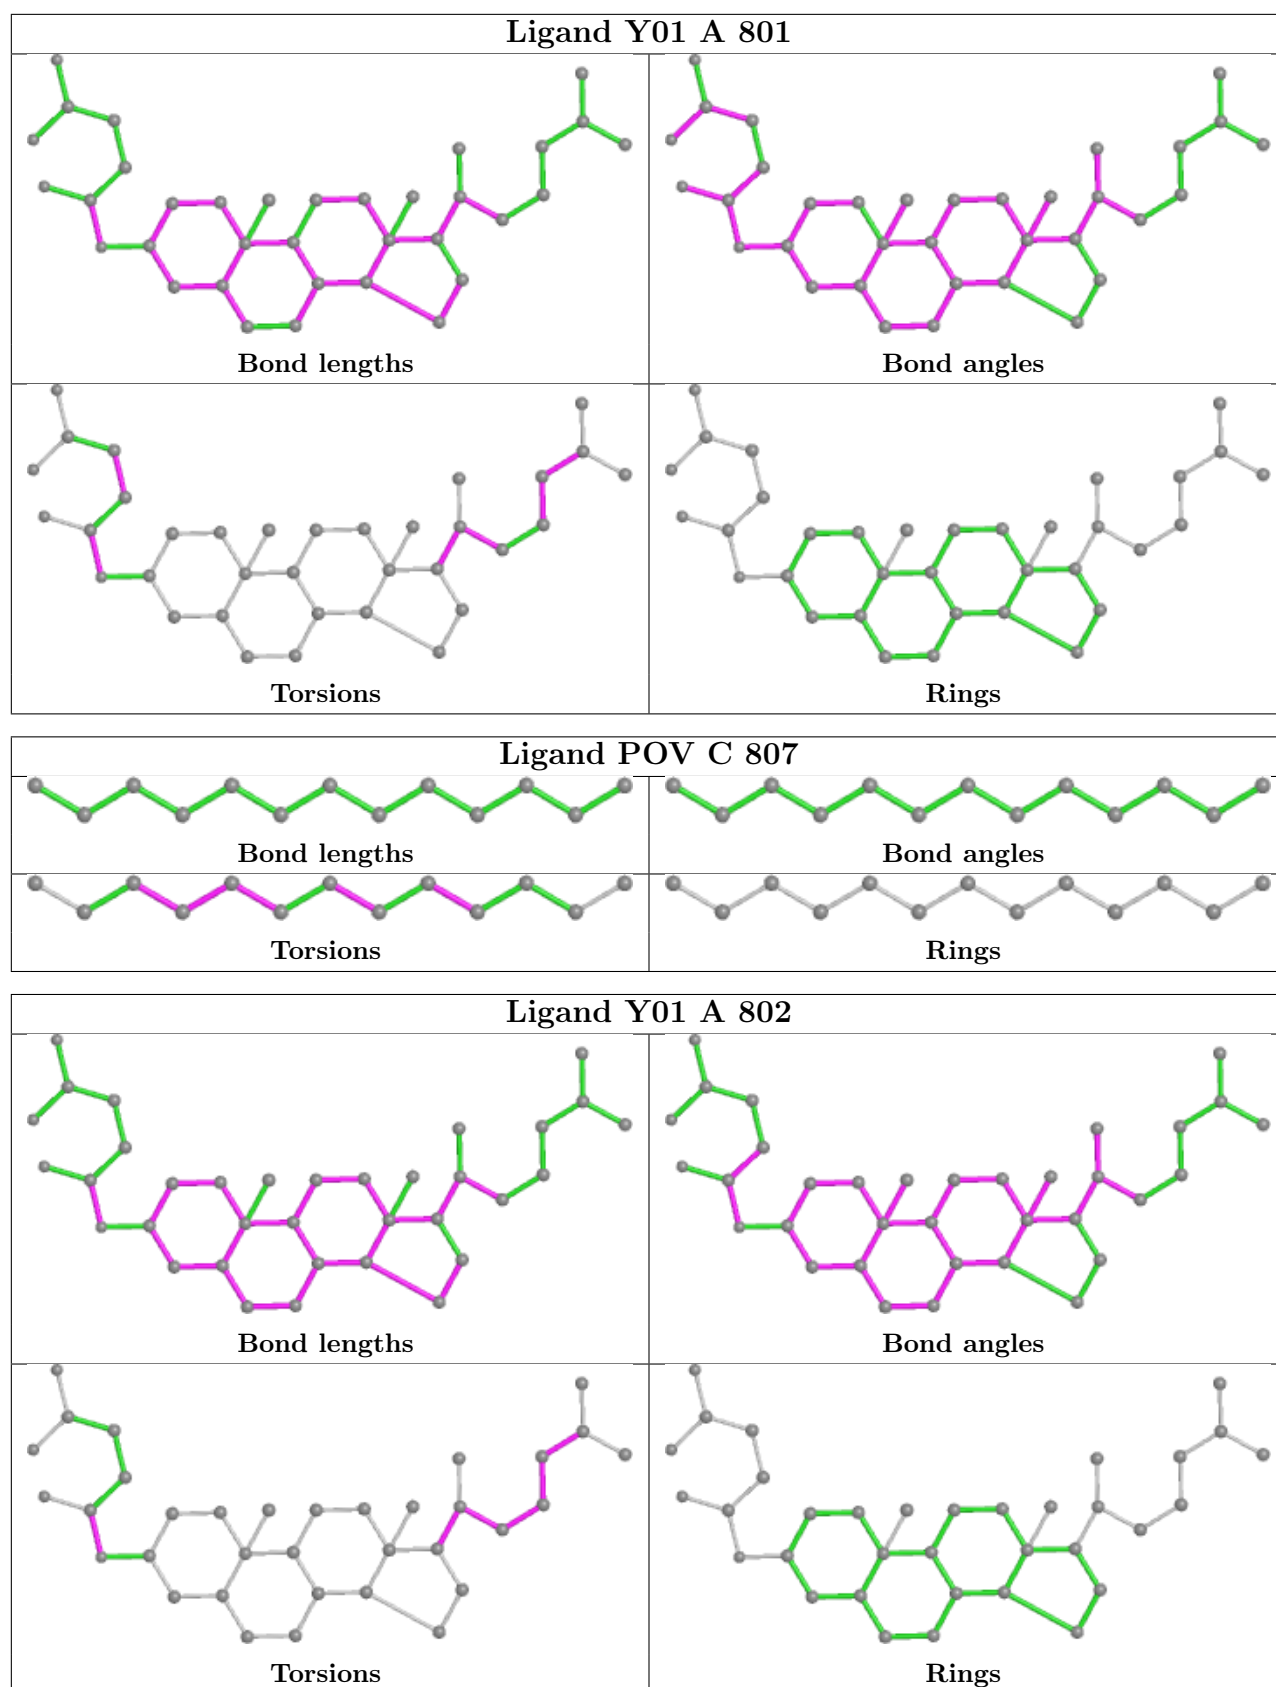 Ligand Y01 A 801
Bond lengths
Bond angles
Torsions
Rings
Ligand POV C 807
Bond lengths
Bond angles
Torsions
Rings
Ligand Y01 A 802
Bond lengths
Bond angles
Torsions
Rings